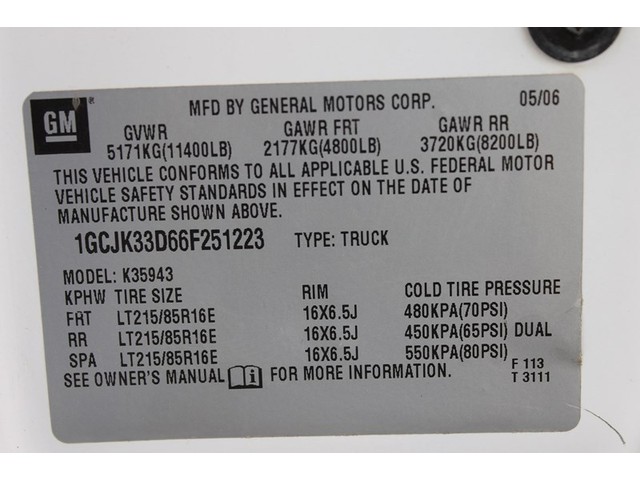 GM ®
MFD BY GENERAL MOTORS CORP. 05/06
GVWR GAWR FRT GAWR RR
5171KG(11400LB) 2177KG(4800LB) 3720KG(8200LB)
THIS VEHICLE CONFORMS TO ALL APPLICABLE U.S. FEDERAL MOTOR
VEHICLE SAFETY STANDARDS IN EFFECT ON THE DATE OF
MANUFACTURE SHOWN ABOVE.
1GCJK33D66F251223 TYPE: TRUCK
MODEL: K35943
KPHW TIRE SIZE RIM COLD TIRE PRESSURE
FRT LT215/85R16E 16X6.5J 480KPA(70PSI)
RR LT215/85R16E 16X6.5J 450KPA(65PSI) DUAL
SPA LT215/85R16E 16X6.5J 550KPA(80PSI)
SEE OWNER'S MANUAL FOR MORE INFORMATION.
F 113
T 3111